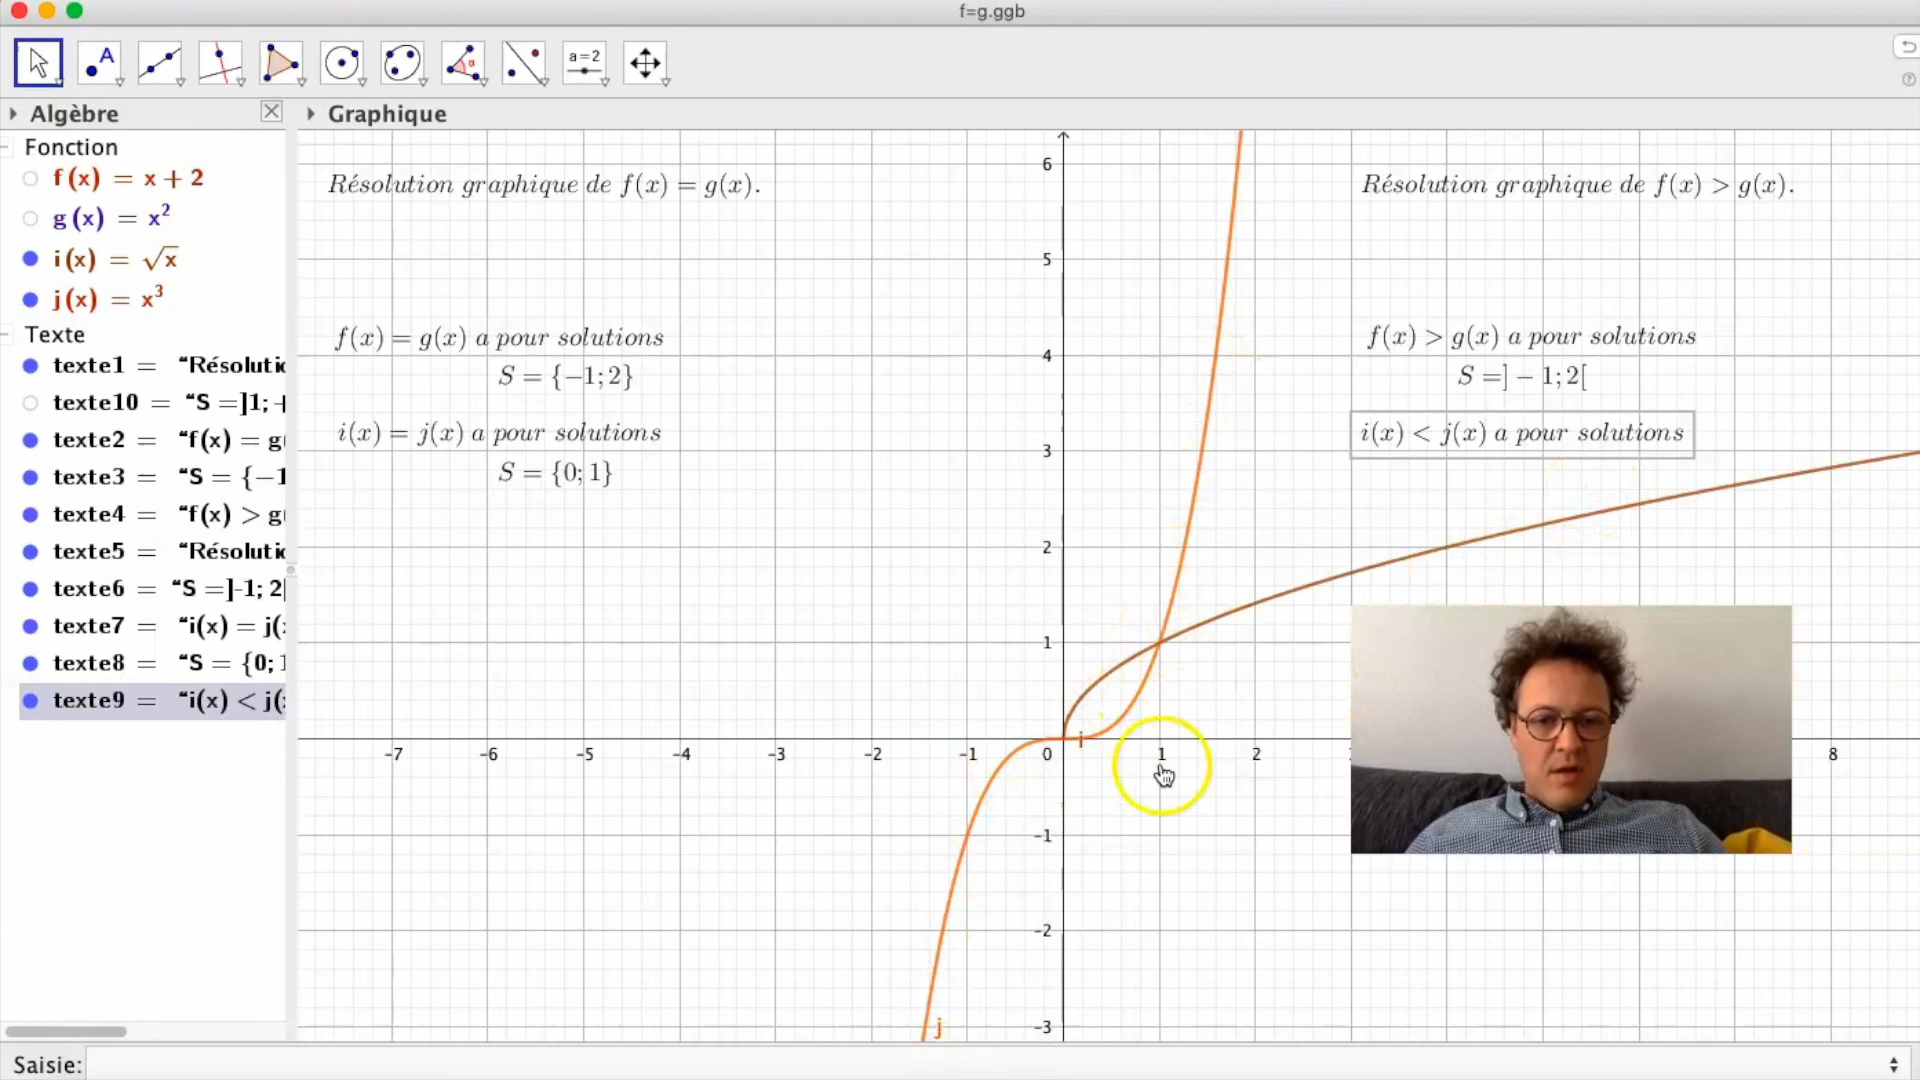 f=g.ggb
A
α
a=2
Algèbre
Graphique
Fonction
f(x) = x + 2
g(x) = x²
i(x) = √x
j(x) = x³
Texte
texte1 = “Résolutic
texte10 = “S =]1; +
texte2 = “f(x) = g(
texte3 = “S = {−1
texte4 = “f(x) > g(
texte5 = “Résolutic
texte6 = “S =]-1; 2[
texte7 = “i(x) = j(x
texte8 = “S = {0; 1
texte9 = “i(x) < j(x
Résolution graphique de f(x) = g(x).
f(x) = g(x) a pour solutions
S = {−1; 2}
i(x) = j(x) a pour solutions
S = {0; 1}
Résolution graphique de f(x) > g(x).
f(x) > g(x) a pour solutions
S =] − 1; 2[
i(x) < j(x) a pour solutions
6
5
4
3
2
1
-7 -6 -5 -4 -3 -2 -1 0 1 2 8
i
-1
-2
-3
j
Saisie: